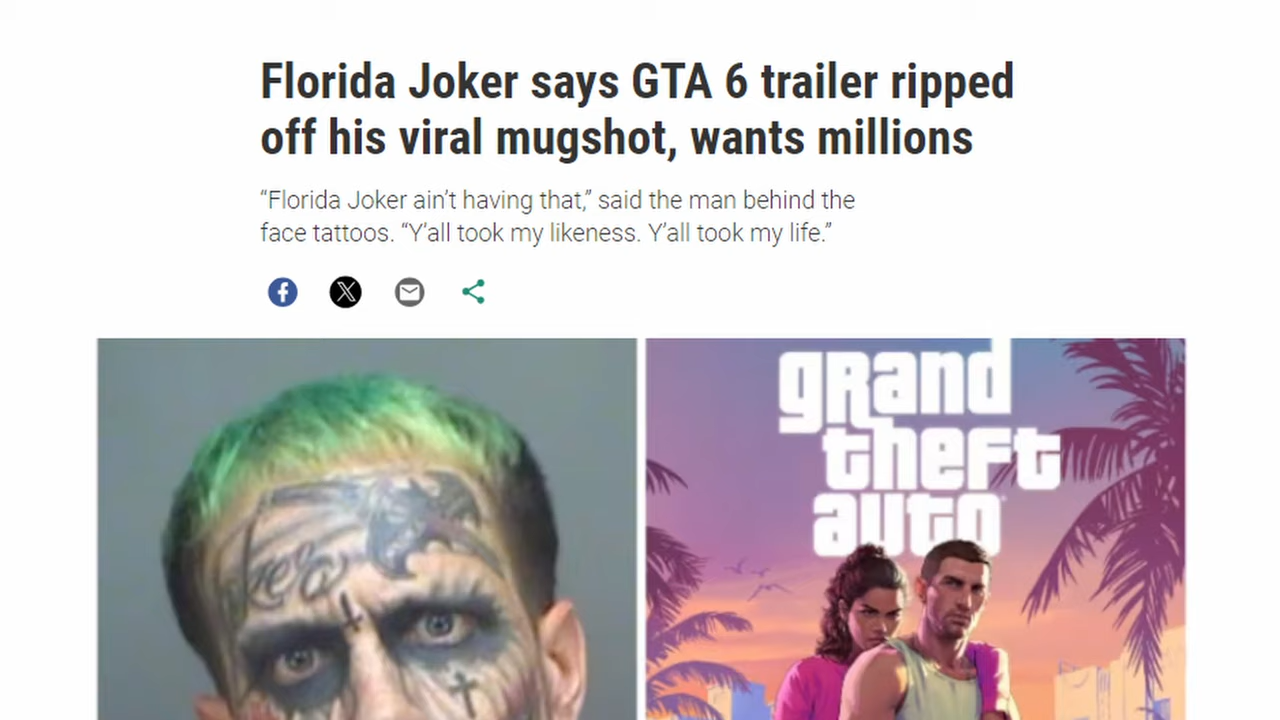 Florida Joker says GTA 6 trailer ripped
off his viral mugshot, wants millions
“Florida Joker ain’t having that,” said the man behind the
face tattoos. “Y’all took my likeness. Y’all took my life.”
grand
theft
auto